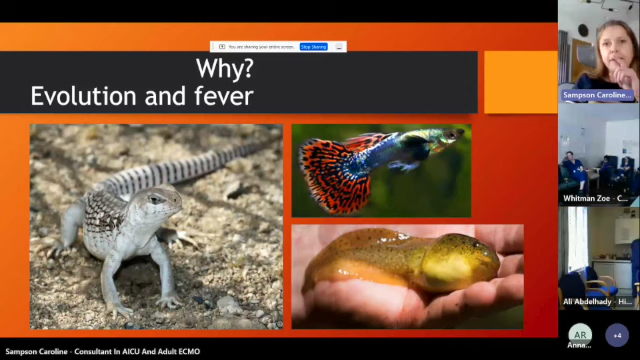 You are sharing your entire screen.
Stop Sharing
Why?
Evolution and fever
Sampson Caroline...
Whitman Zoe - C...
Ali Abdelhady - Hi...
AR
Anna...
+4
Sampson Caroline - Consultant In AICU And Adult ECMO